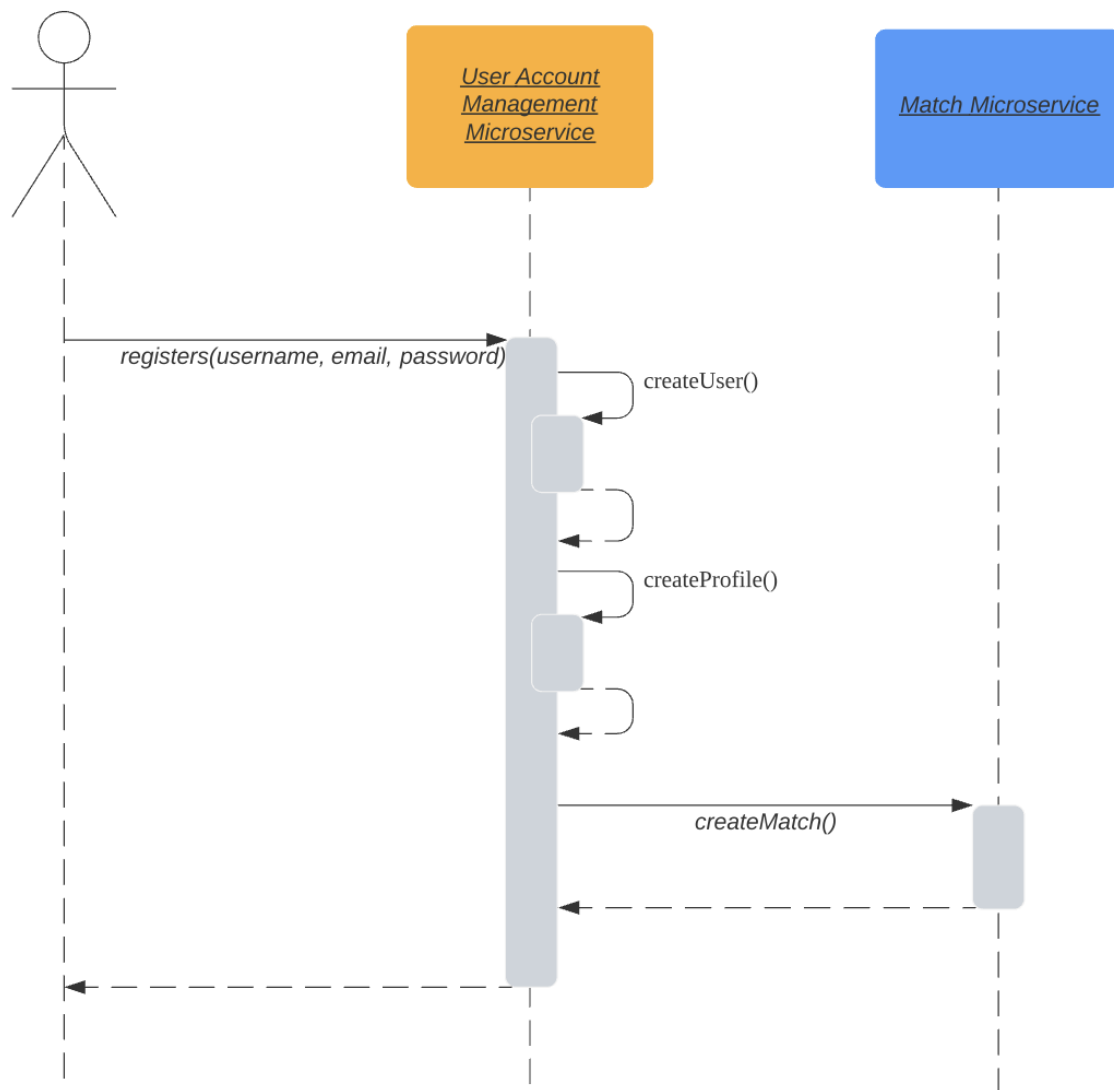 User Account
Management
Microservice
Match Microservice
registers(username, email, password)
createUser()
createProfile()
createMatch()